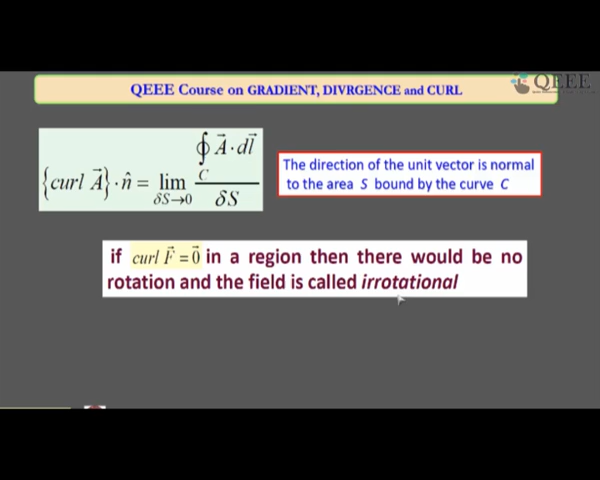 QEEE
QEEE Course on GRADIENT, DIVRGENCE and CURL
{curl A⃗}·n̂ = lim_{δS→0} ∮_C A⃗·dl⃗ / δS
The direction of the unit vector is normal
to the area S bound by the curve C
if curl F⃗ = 0⃗ in a region then there would be no
rotation and the field is called irrotational